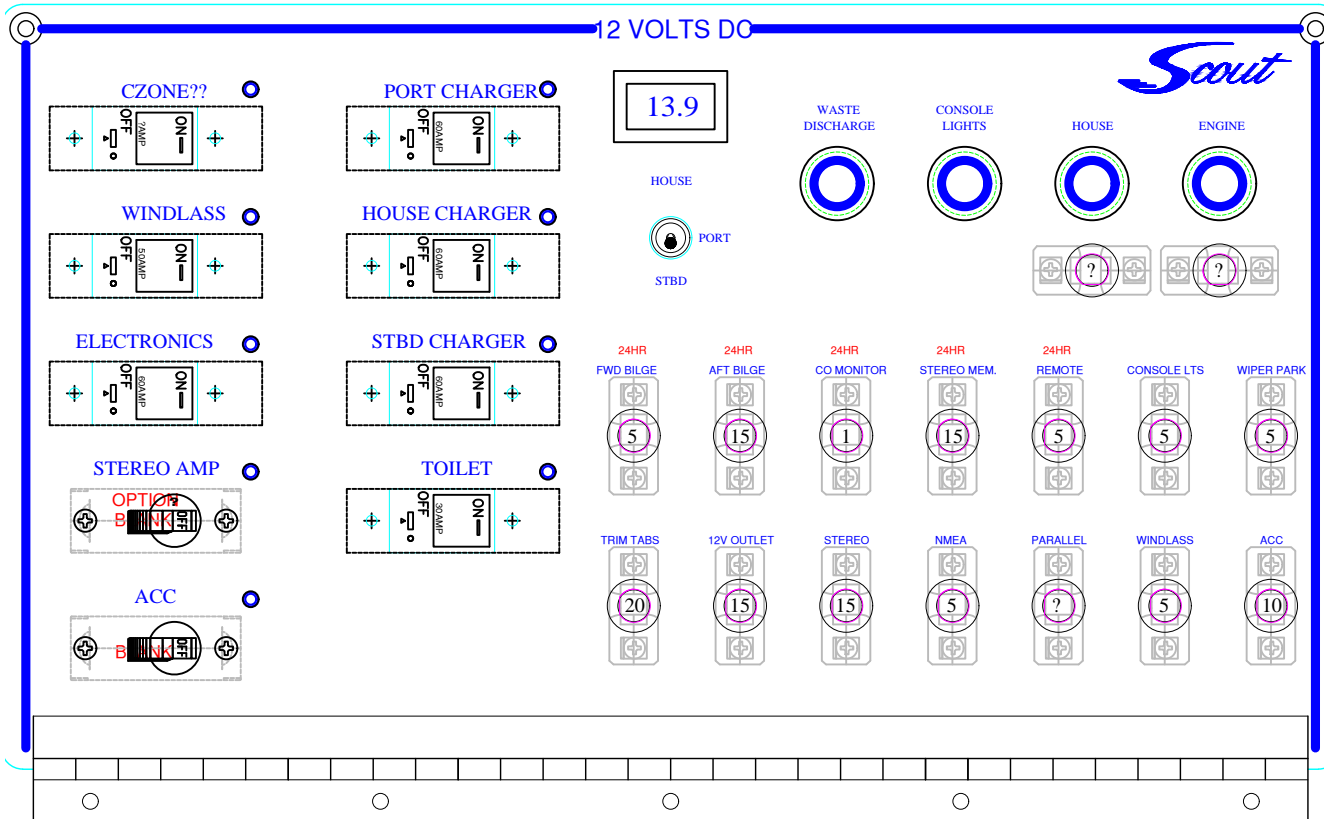 12 VOLTS DC
Scout
CZONE??
OFF
?AMP
ON
PORT CHARGER
OFF
60AMP
ON
13.9
WASTE
DISCHARGE
CONSOLE
LIGHTS
HOUSE
ENGINE
WINDLASS
OFF
50AMP
ON
HOUSE CHARGER
OFF
60AMP
ON
HOUSE
PORT
STBD
?
?
ELECTRONICS
OFF
60AMP
ON
STBD CHARGER
OFF
60AMP
ON
24HR
24HR
24HR
24HR
24HR
FWD BILGE
AFT BILGE
CO MONITOR
STEREO MEM.
REMOTE
CONSOLE LTS
WIPER PARK
5
15
1
15
5
5
5
STEREO AMP
OPTION
BLANK
OFF
TOILET
OFF
30AMP
ON
TRIM TABS
12V OUTLET
STEREO
NMEA
PARALLEL
WINDLASS
ACC
20
15
15
5
?
5
10
ACC
BLANK
OFF